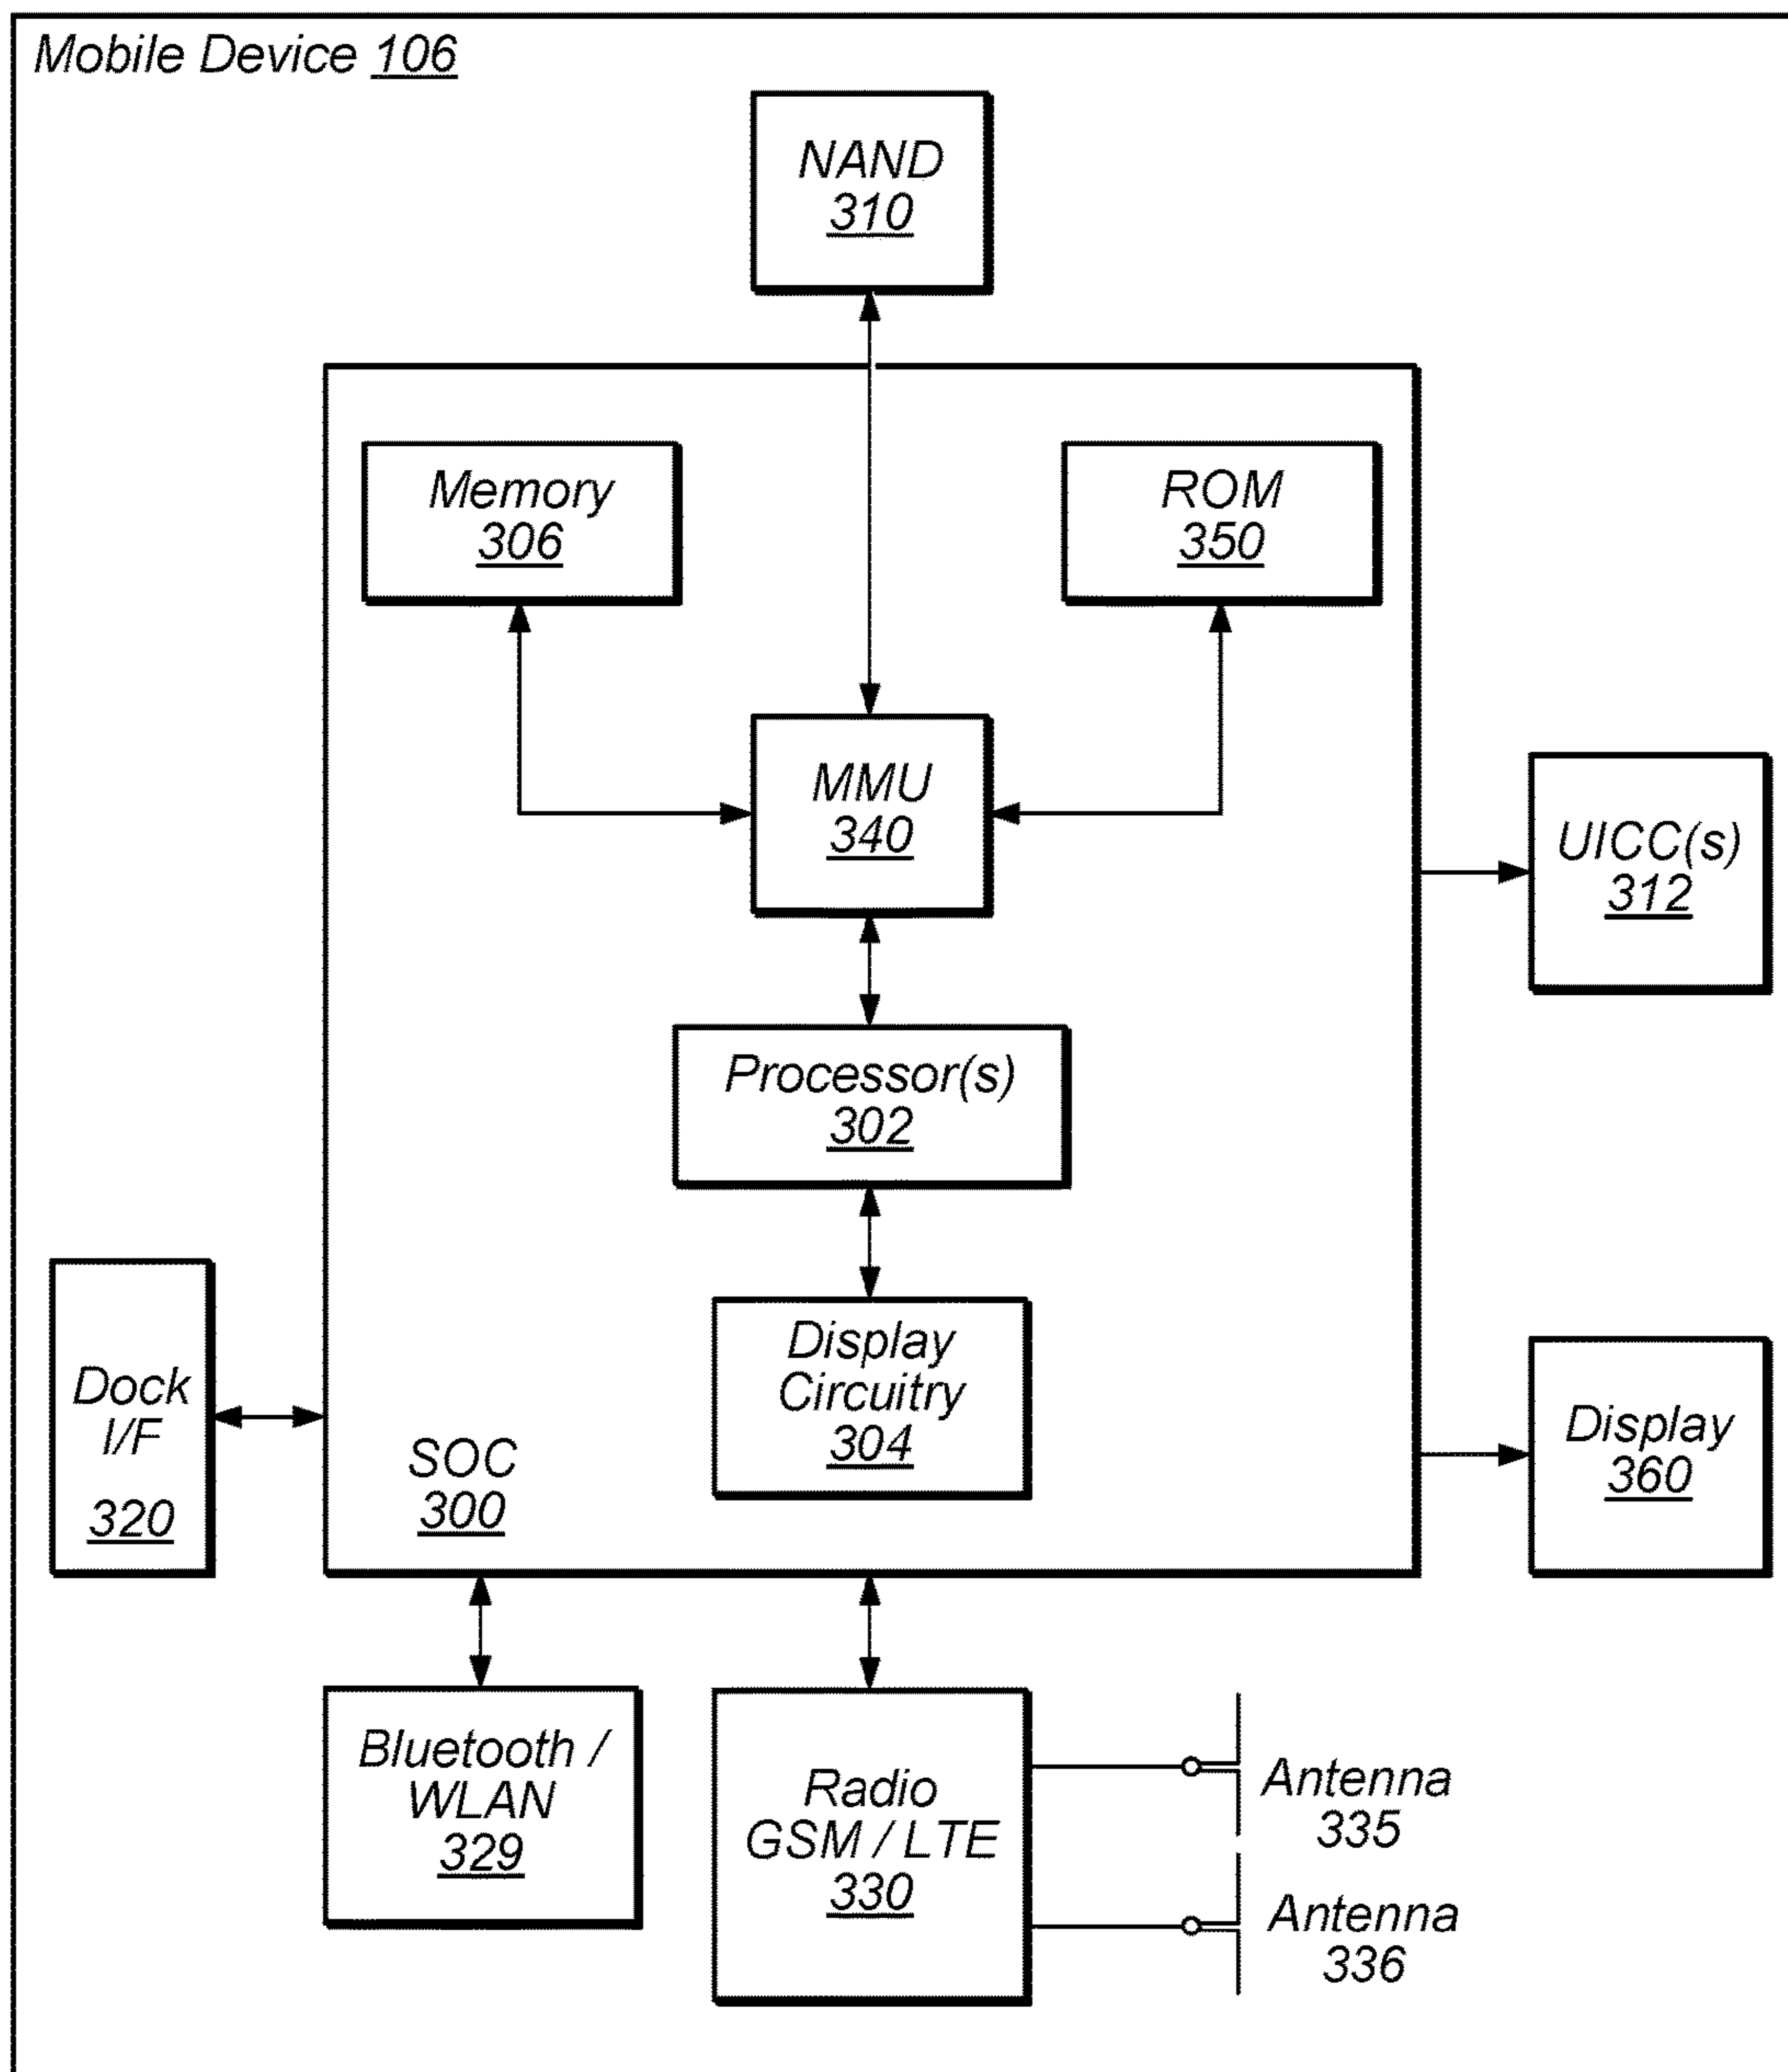 Mobile Device 106
NAND
310
Memory
306
ROM
350
MMU
340
UICC(s)
312
Processor(s)
302
Display
Circuitry
304
Dock
I/F
320
SOC
300
Display
360
Bluetooth /
WLAN
329
Radio
GSM / LTE
330
Antenna
335
Antenna
336